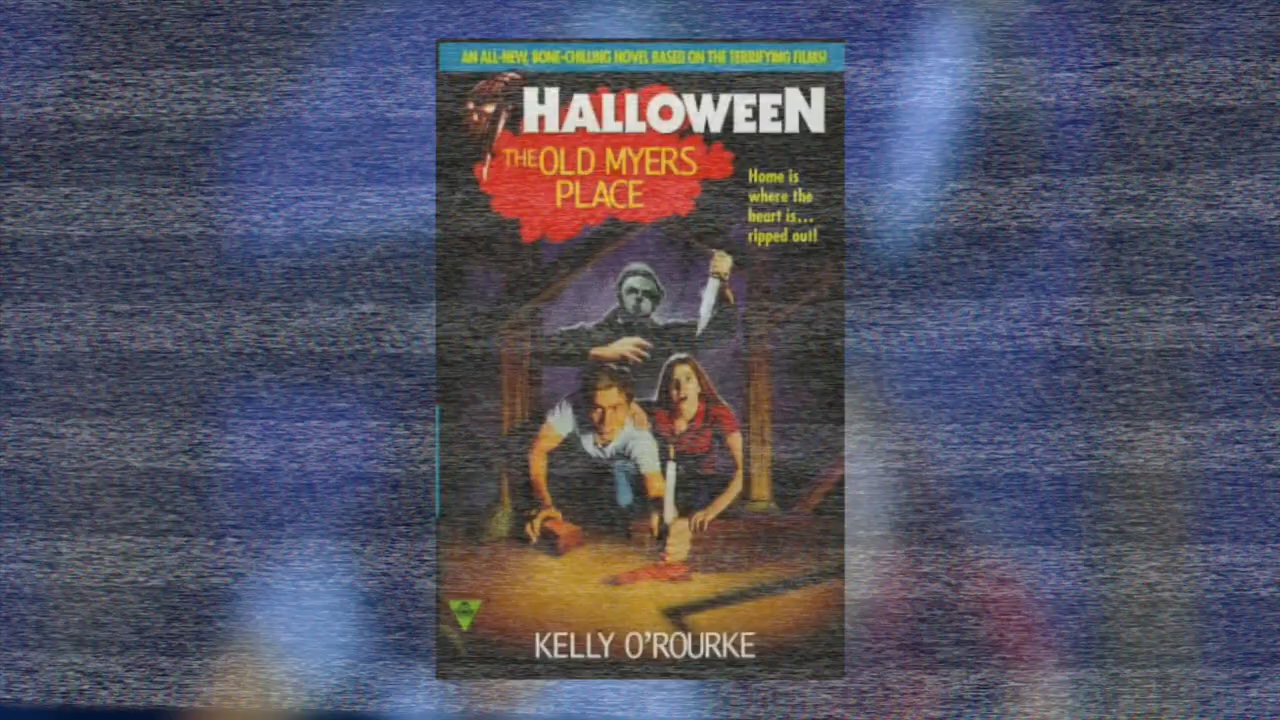 AN ALL-NEW, BONE-CHILLING NOVEL BASED ON THE TERRIFYING FILMS!
HALLOWEEN
THE OLD MYERS
PLACE
Home is
where the
heart is...
ripped out!
KELLY O'ROURKE